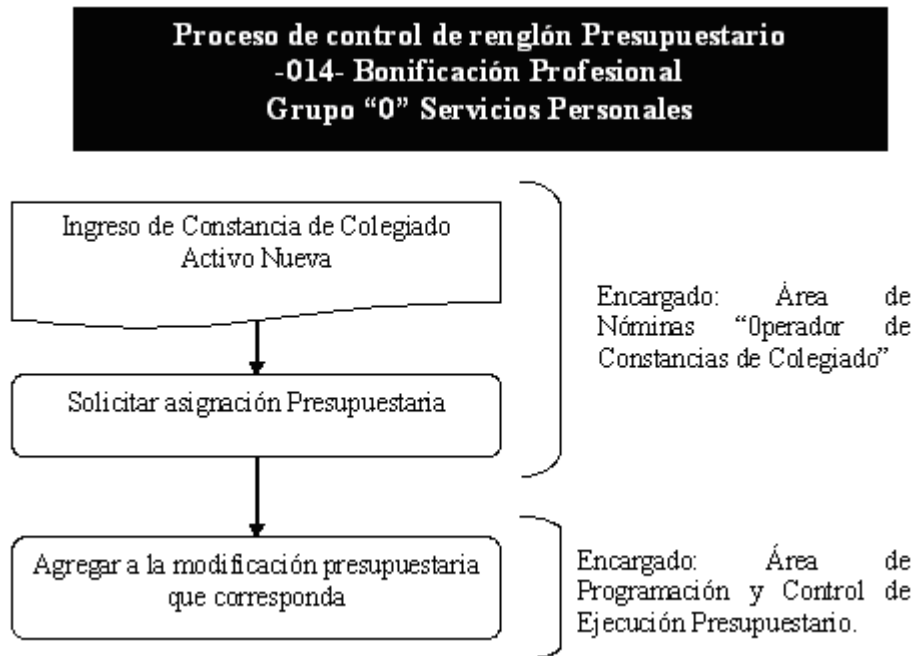 Proceso de control de renglón Presupuestario
-014- Bonificación Profesional
Grupo “0” Servicios Personales
Ingreso de Constancia de Colegiado
Activo Nueva
Encargado: Área de
Nóminas “Operador de
Constancias de Colegiado”
Solicitar asignación Presupuestaria
Agregar a la modificación presupuestaria
que corresponda
Encargado: Área de
Programación y Control de
Ejecución Presupuestario.